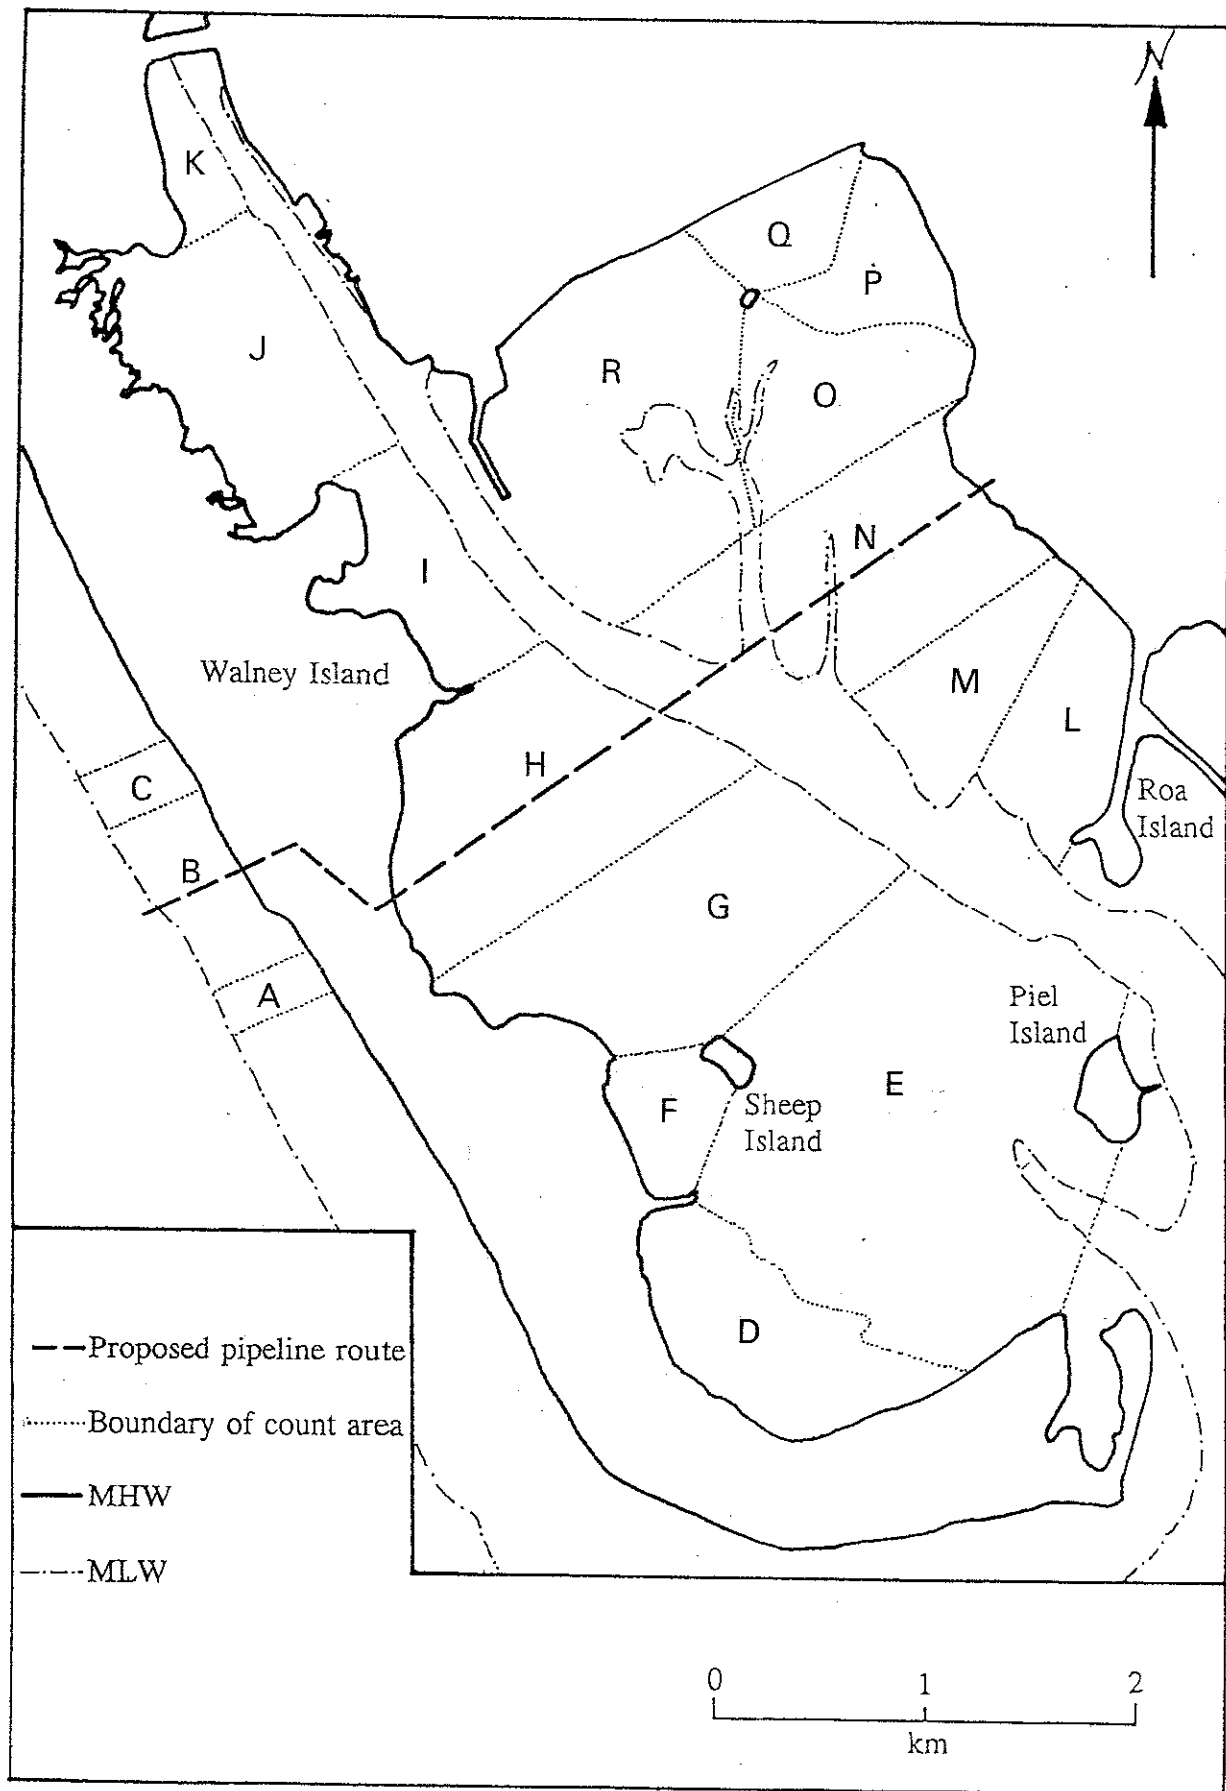 N
K
Q
P
J
R
O
N
I
Walney Island
M
L
H
C
Roa
Island
B
G
A
Piel
Island
E
F
Sheep
Island
D
Proposed pipeline route
Boundary of count area
MHW
MLW
0 1 2
km